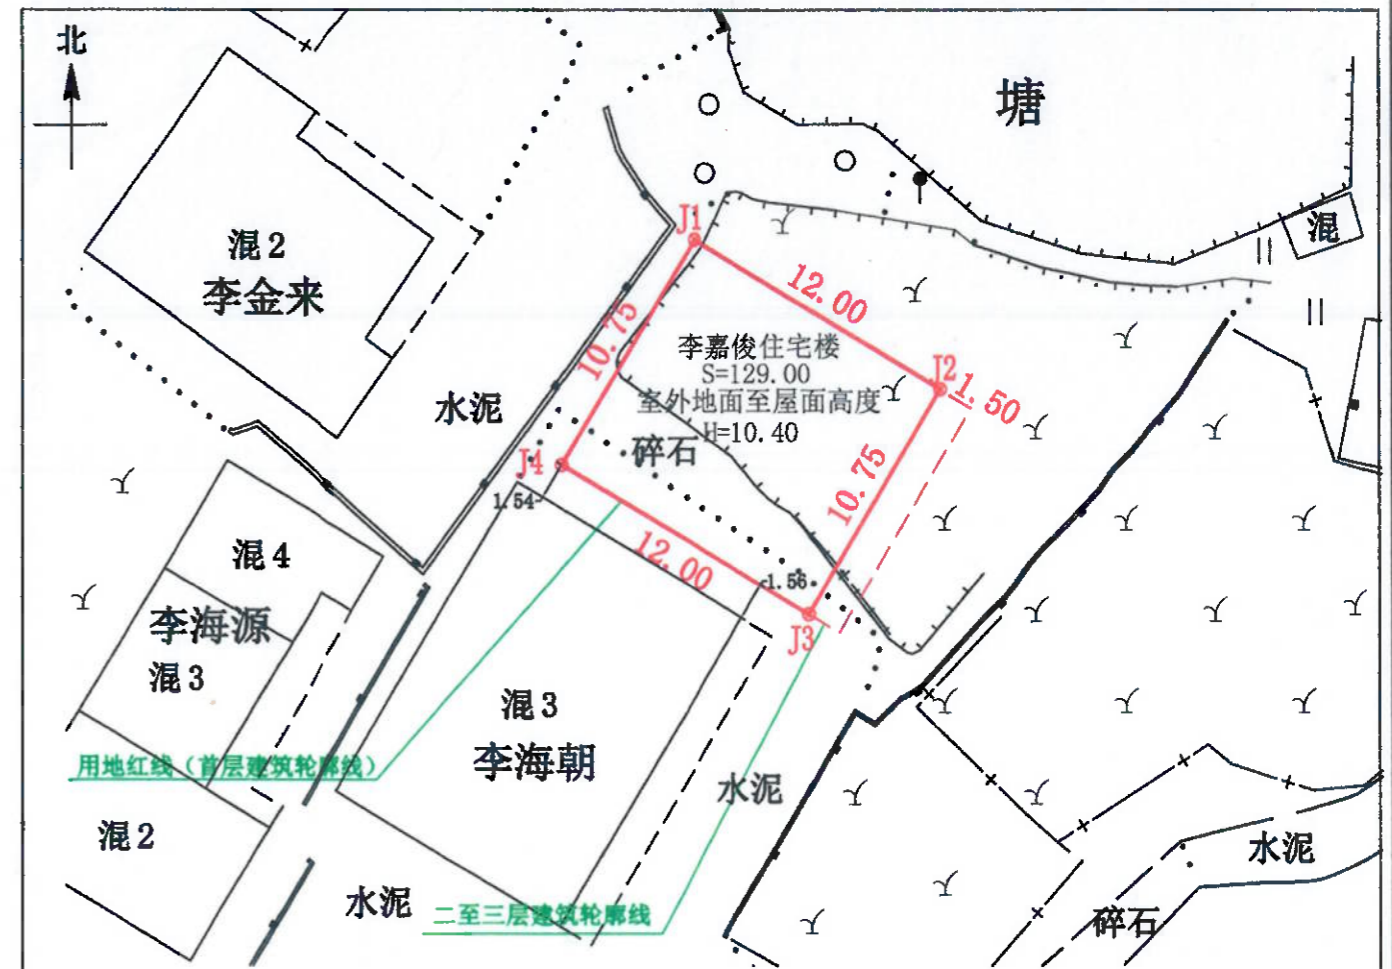 北
塘
混
J1
12.00
混2
李金来
10.75
李嘉俊住宅楼
S=129.00
室外地面至屋面高度
H=10.40
J2
1.50
水泥
碎石
J4
10.75
1.54
混4
12.00
1.56
李海源
J3
混3
混3
李海朝
用地红线（首层建筑轮廓线）
水泥
混2
水泥
水泥
二至三层建筑轮廓线
碎石